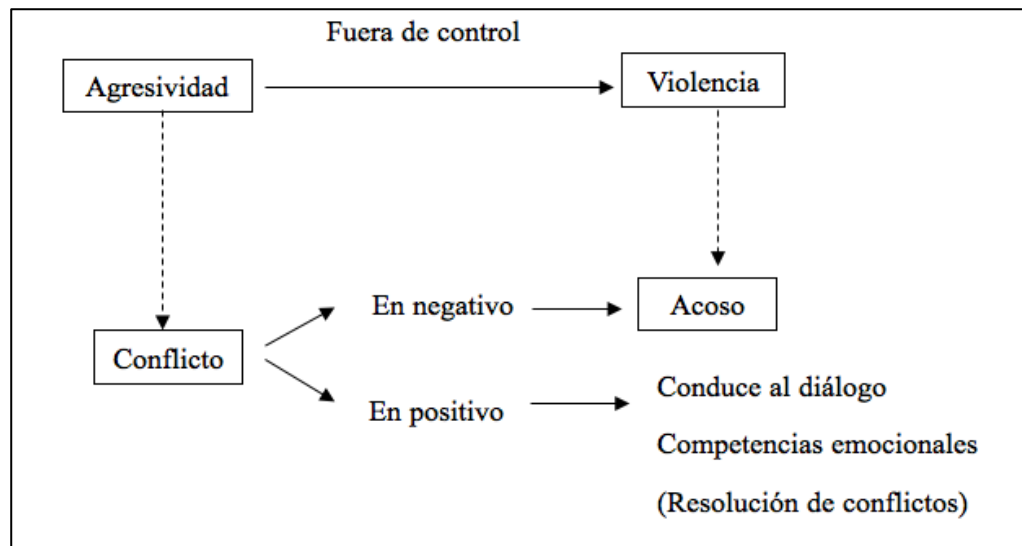 Fuera de control
Agresividad
Violencia
En negativo
Acoso
Conflicto
En positivo
Conduce al diálogo
Competencias emocionales
(Resolución de conflictos)